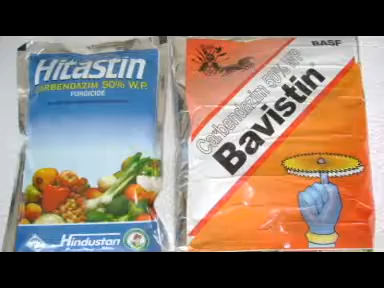 Hitastin
CARBENDAZIM 50% W.P.
FUNGICIDE
Hindustan
BASF
Carbendazim 50% WP
Bavistin